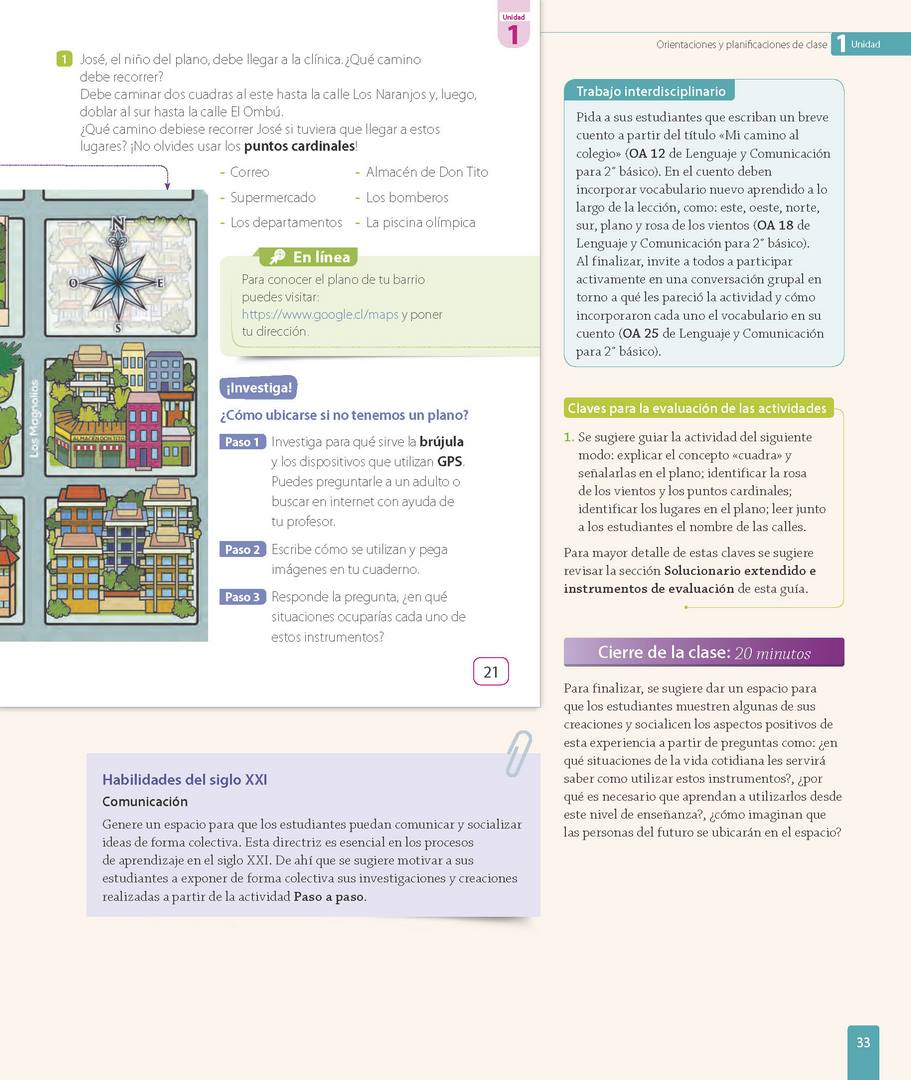 Unidad
1
1 José, el niño del plano, debe llegar a la clínica. ¿Qué camino
debe recorrer?
Debe caminar dos cuadras al este hasta la calle Los Naranjos y, luego,
doblar al sur hasta la calle El Ombú.
¿Qué camino debiese recorrer José si tuviera que llegar a estos
lugares? ¡No olvides usar los puntos cardinales!
- Correo
- Supermercado
- Los departamentos
- Almacén de Don Tito
- Los bomberos
- La piscina olímpica
N
O
E
S
Los Magnolias
ALMACÉN DON TITO
En línea
Para conocer el plano de tu barrio
puedes visitar:
https://www.google.cl/maps y poner
tu dirección.
¡Investiga!
¿Cómo ubicarse si no tenemos un plano?
Paso 1 Investiga para qué sirve la brújula
y los dispositivos que utilizan GPS.
Puedes preguntarle a un adulto o
buscar en internet con ayuda de
tu profesor.
Paso 2 Escribe cómo se utilizan y pega
imágenes en tu cuaderno.
Paso 3 Responde la pregunta, ¿en qué
situaciones ocuparías cada uno de
estos instrumentos?
21
Habilidades del siglo XXI
Comunicación
Genere un espacio para que los estudiantes puedan comunicar y socializar
ideas de forma colectiva. Esta directriz es esencial en los procesos
de aprendizaje en el siglo XXI. De ahí que se sugiere motivar a sus
estudiantes a exponer de forma colectiva sus investigaciones y creaciones
realizadas a partir de la actividad Paso a paso.
Orientaciones y planificaciones de clase 1 Unidad
Trabajo interdisciplinario
Pida a sus estudiantes que escriban un breve
cuento a partir del título «Mi camino al
colegio» (OA 12 de Lenguaje y Comunicación
para 2˚ básico). En el cuento deben
incorporar vocabulario nuevo aprendido a lo
largo de la lección, como: este, oeste, norte,
sur, plano y rosa de los vientos (OA 18 de
Lenguaje y Comunicación para 2˚ básico).
Al finalizar, invite a todos a participar
activamente en una conversación grupal en
torno a qué les pareció la actividad y cómo
incorporaron cada uno el vocabulario en su
cuento (OA 25 de Lenguaje y Comunicación
para 2˚ básico).
Claves para la evaluación de las actividades
1. Se sugiere guiar la actividad del siguiente
modo: explicar el concepto «cuadra» y
señalarlas en el plano; identificar la rosa
de los vientos y los puntos cardinales;
identificar los lugares en el plano; leer junto
a los estudiantes el nombre de las calles.
Para mayor detalle de estas claves se sugiere
revisar la sección Solucionario extendido e
instrumentos de evaluación de esta guía.
Cierre de la clase: 20 minutos
Para finalizar, se sugiere dar un espacio para
que los estudiantes muestren algunas de sus
creaciones y socialicen los aspectos positivos de
esta experiencia a partir de preguntas como: ¿en
qué situaciones de la vida cotidiana les servirá
saber como utilizar estos instrumentos?, ¿por
qué es necesario que aprendan a utilizarlos desde
este nivel de enseñanza?, ¿cómo imaginan que
las personas del futuro se ubicarán en el espacio?
33